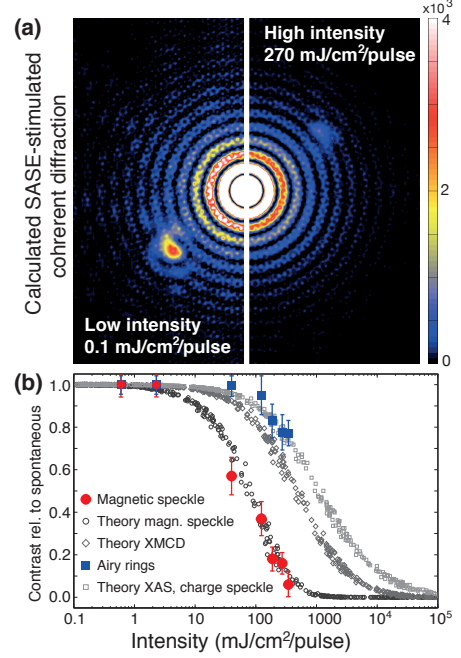 (a)
High intensity
270 mJ/cm²/pulse
x10³
4
2
0
Calculated SASE-stimulated
cohrerent diffraction
Low intensity
0.1 mJ/cm²/pulse
(b)
Contrast rel. to spontaneous
1.0
0.8
0.6
0.4
0.2
0.0
Magnetic speckle
Theory magn. speckle
Theory XMCD
Airy rings
Theory XAS, charge speckle
0.1 1 10 100 1000 10⁴ 10⁵
Intensity (mJ/cm²/pulse)